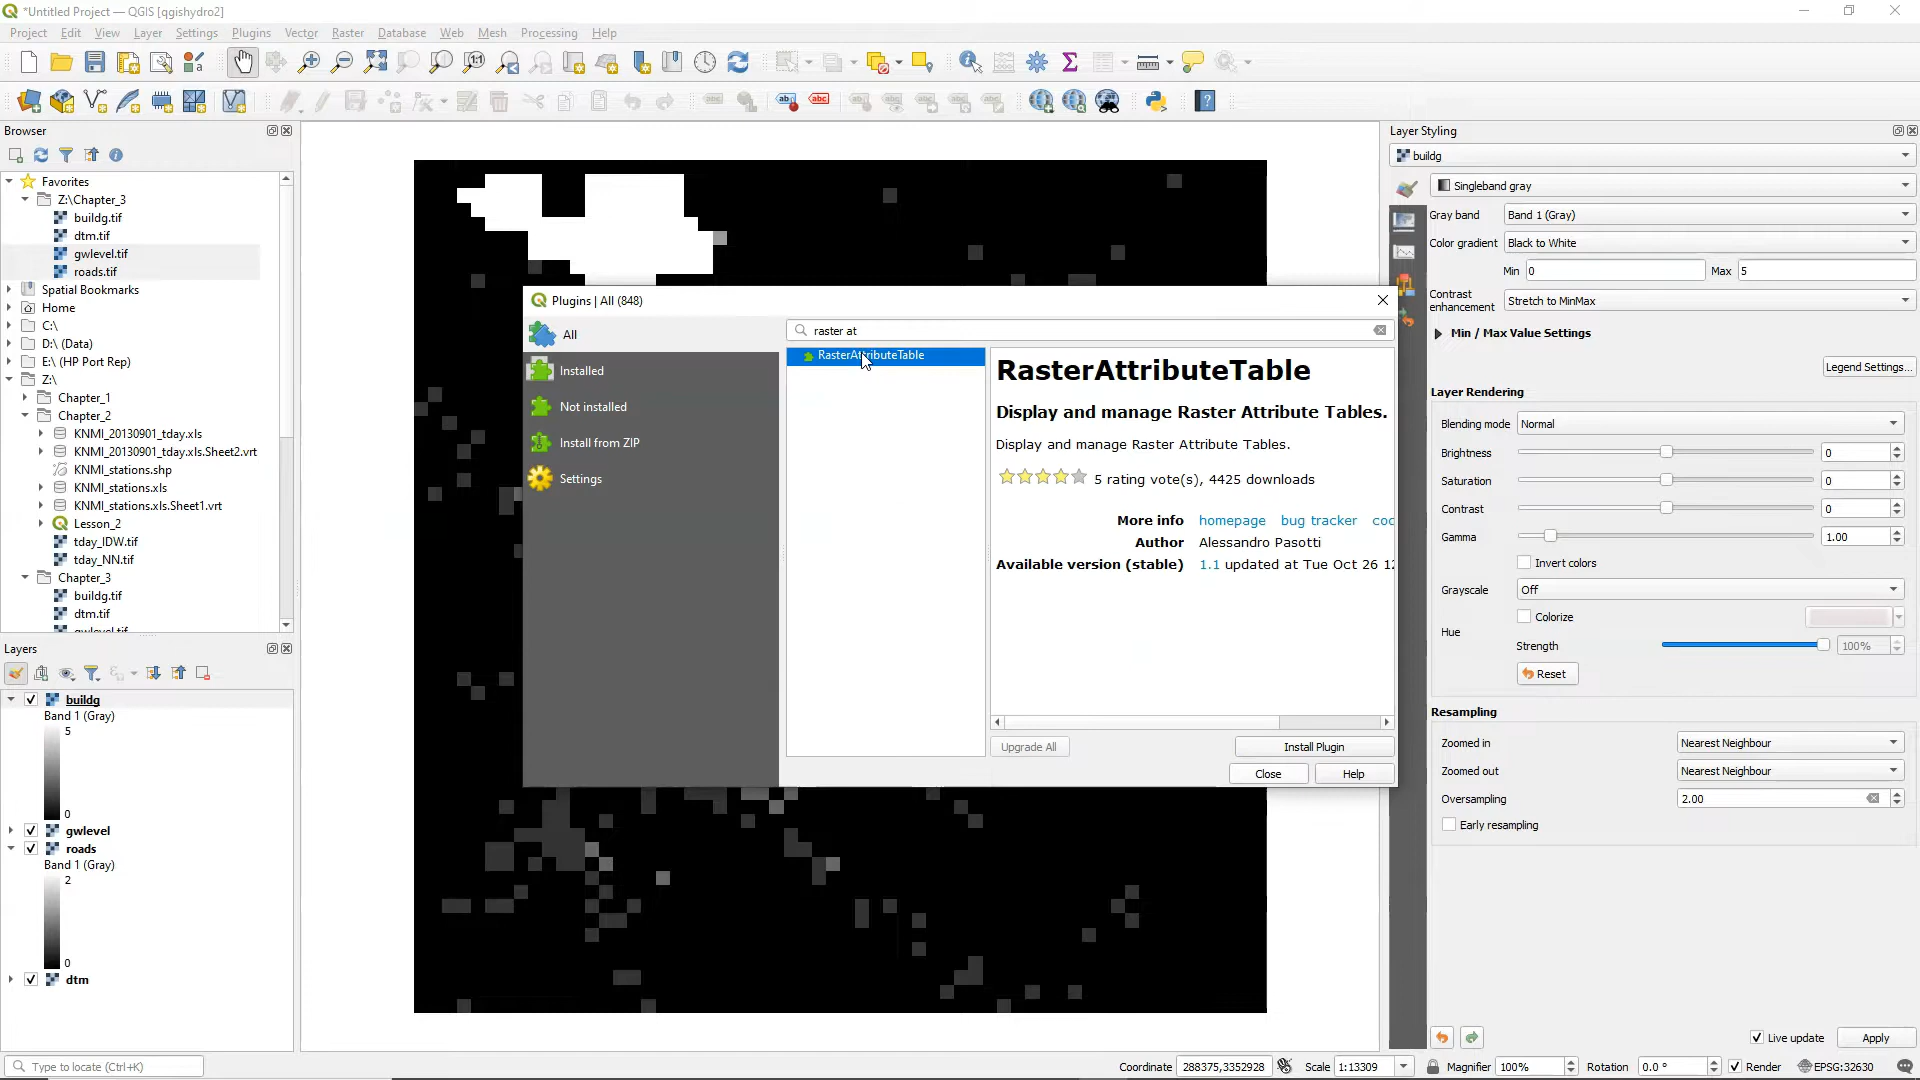 *Untitled Project — QGIS [qgishydro2]
Project Edit View Layer Settings Plugins Vector Raster Database Web Mesh Processing Help
Browser
Favorites
Z:\Chapter_3
buildg.tif
dtm.tif
gwlevel.tif
roads.tif
Spatial Bookmarks
Home
C:\
D:\ (Data)
E:\ (HP Port Rep)
Z:\
Chapter_1
Chapter_2
KNMI_20130901_tday.xls
KNMI_20130901_tday.xls.Sheet2.vrt
KNMI_stations.shp
KNMI_stations.xls
KNMI_stations.xls.Sheet1.vrt
Lesson_2
tday_IDW.tif
tday_NN.tif
Chapter_3
buildg.tif
dtm.tif
gwlevel.tif
Layers
buildg
Band 1 (Gray)
5
0
gwlevel
roads
Band 1 (Gray)
2
0
dtm
Plugins | All (848)
All
Installed
Not installed
Install from ZIP
Settings
raster at
RasterAttributeTable
RasterAttributeTable
Display and manage Raster Attribute Tables.
Display and manage Raster Attribute Tables.
5 rating vote(s), 4425 downloads
More info homepage bug tracker
Author Alessandro Pasotti
Available version (stable) 1.1 updated at Tue Oct 26
Upgrade All Install Plugin
Close Help
Layer Styling
buildg
Singleband gray
Gray band Band 1 (Gray)
Color gradient Black to White
Min 0 Max 5
Contrast
enhancement Stretch to MinMax
Min / Max Value Settings
Legend Settings...
Layer Rendering
Blending mode Normal
Brightness 0
Saturation 0
Contrast 0
Gamma 1.00
Invert colors
Grayscale Off
Hue Colorize
Strength 100%
Reset
Resampling
Zoomed in Nearest Neighbour
Zoomed out Nearest Neighbour
Oversampling 2.00
Early resampling
Live update Apply
Type to locate (Ctrl+K) Coordinate 288375,3352928 Scale 1:13309 Magnifier 100% Rotation 0.0 ° Render EPSG:32630